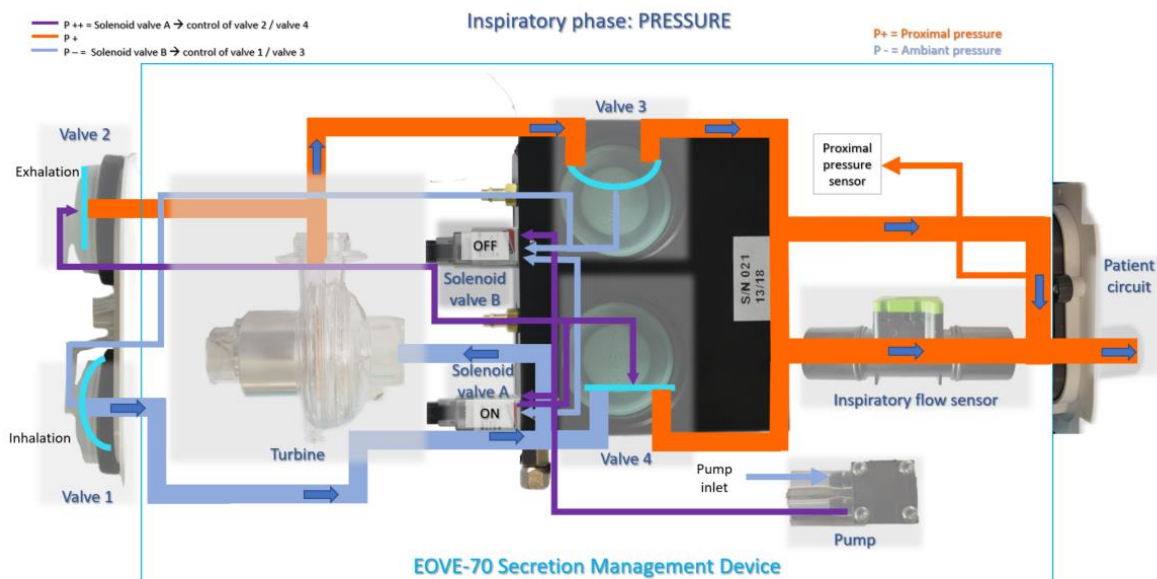 Inspiratory phase: PRESSURE
P ++ = Solenoid valve A → control of valve 2 / valve 4
P +
P -- = Solenoid valve B → control of valve 1 / valve 3
P+ = Proximal pressure
P - = Ambiant pressure
Valve 3
Valve 2
Exhalation
Proximal
pressure
sensor
OFF
Solenoid
valve B
S/N 021
13/18
Patient
circuit
Solenoid
valve A
ON
Inspiratory flow sensor
Inhalation
Turbine
Valve 4
Valve 1
Pump
inlet
Pump
EOVE-70 Secretion Management Device